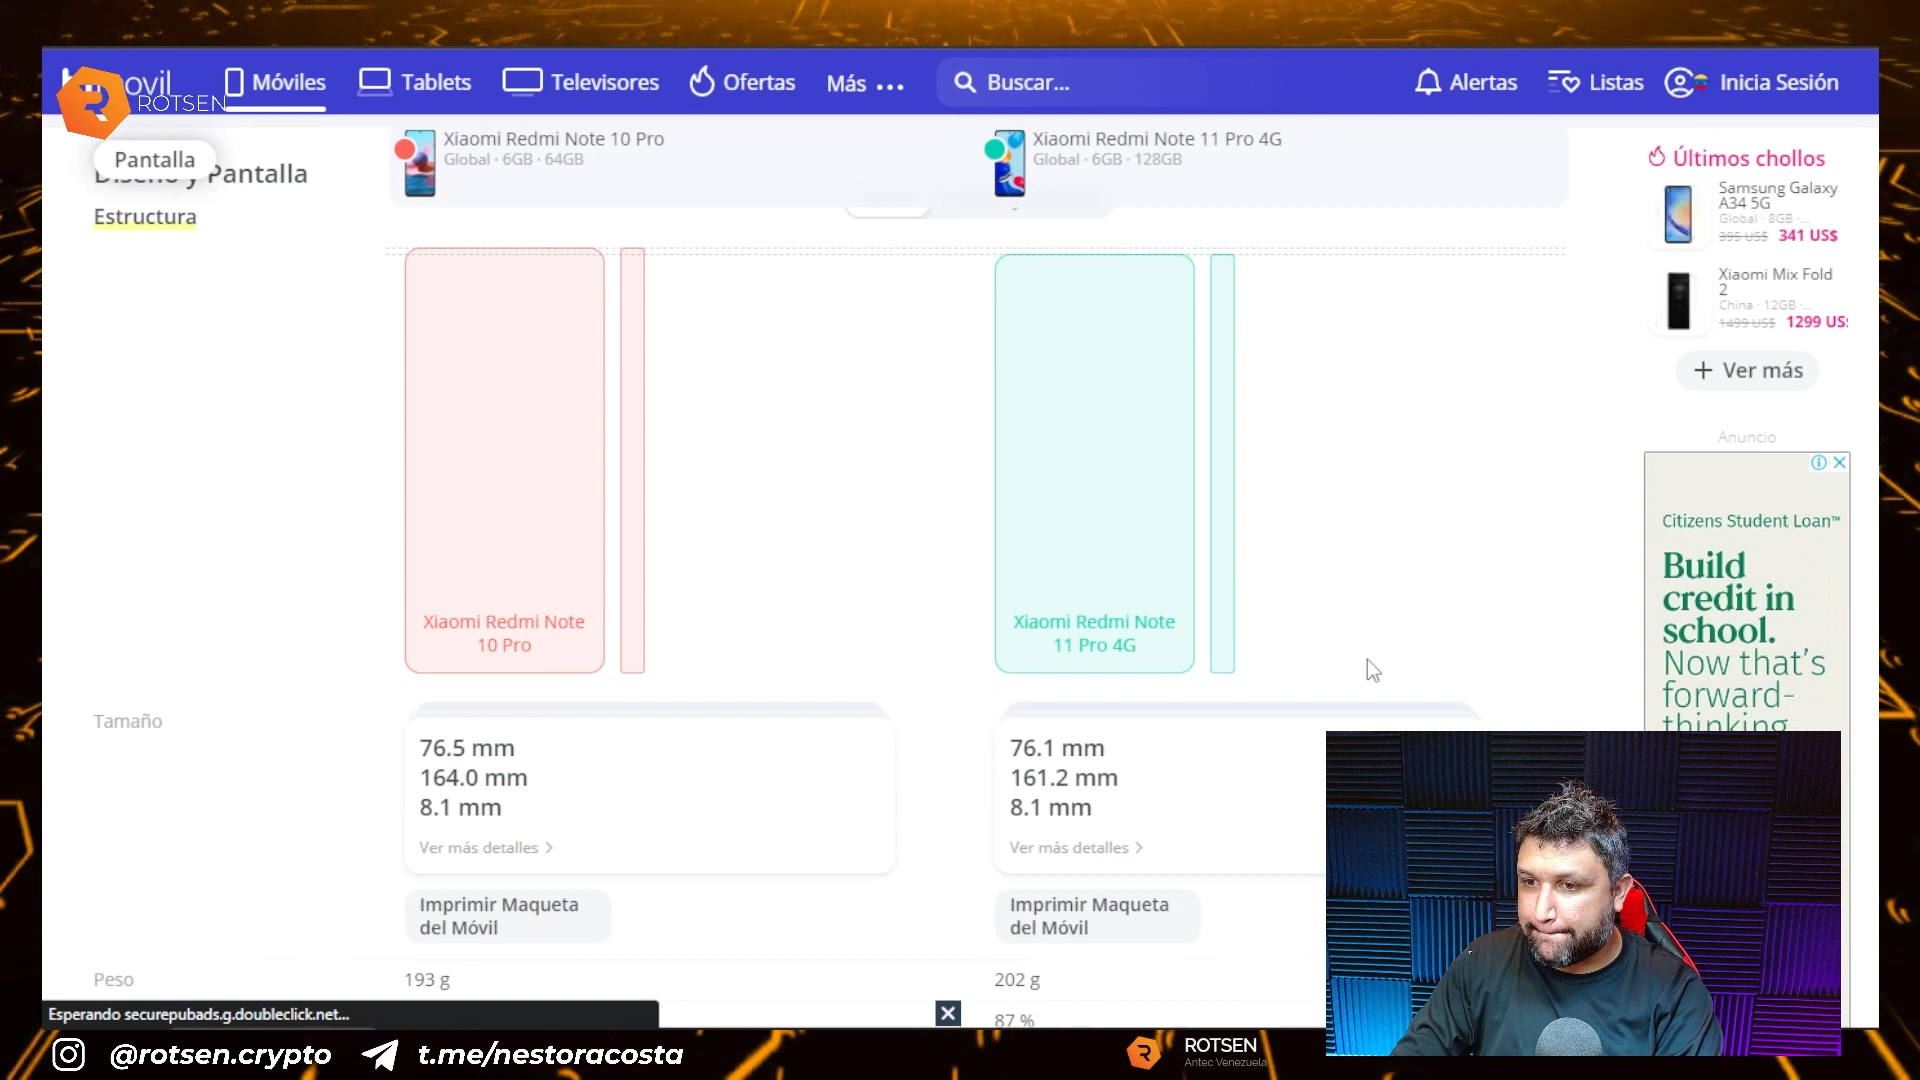 Móviles
Tablets
Televisores
Ofertas
Más
Buscar...
Alertas
Listas
Inicia Sesión
ROTSEN
Pantalla
Diseño y Pantalla
Estructura
Xiaomi Redmi Note 10 Pro
Global · 6GB · 64GB
Xiaomi Redmi Note 11 Pro 4G
Global · 6GB · 128GB
Últimos chollos
Samsung Galaxy
A34 5G
Global · 8GB ·...
395 US$ 341 US$
Xiaomi Mix Fold
2
China · 12GB ·...
1499 US$ 1299 US$
+ Ver más
Anuncio
Citizens Student Loan™
Build
credit in
school.
Now that's
forward-
thinking
Xiaomi Redmi Note
10 Pro
Xiaomi Redmi Note
11 Pro 4G
Tamaño
76.5 mm
164.0 mm
8.1 mm
Ver más detalles >
76.1 mm
161.2 mm
8.1 mm
Ver más detalles >
Imprimir Maqueta
del Móvil
Imprimir Maqueta
del Móvil
Peso
193 g
202 g
87 %
Esperando securepubads.g.doubleclick.net...
@rotsen.crypto
t.me/nestoracosta
ROTSEN
Antec Venezuela